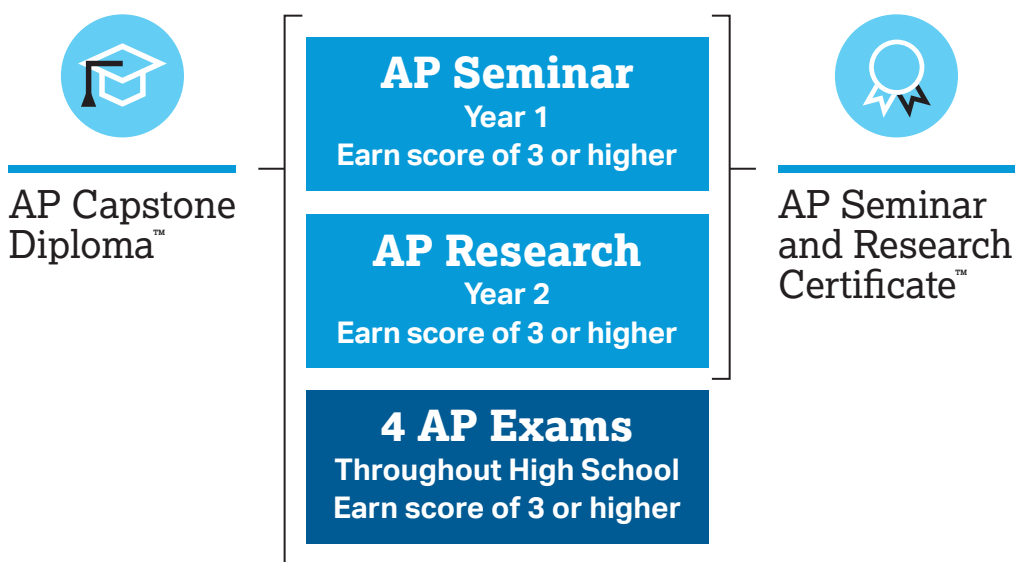 AP Capstone
Diploma™
AP Seminar
Year 1
Earn score of 3 or higher
AP Research
Year 2
Earn score of 3 or higher
4 AP Exams
Throughout High School
Earn score of 3 or higher
AP Seminar
and Research
Certificate™